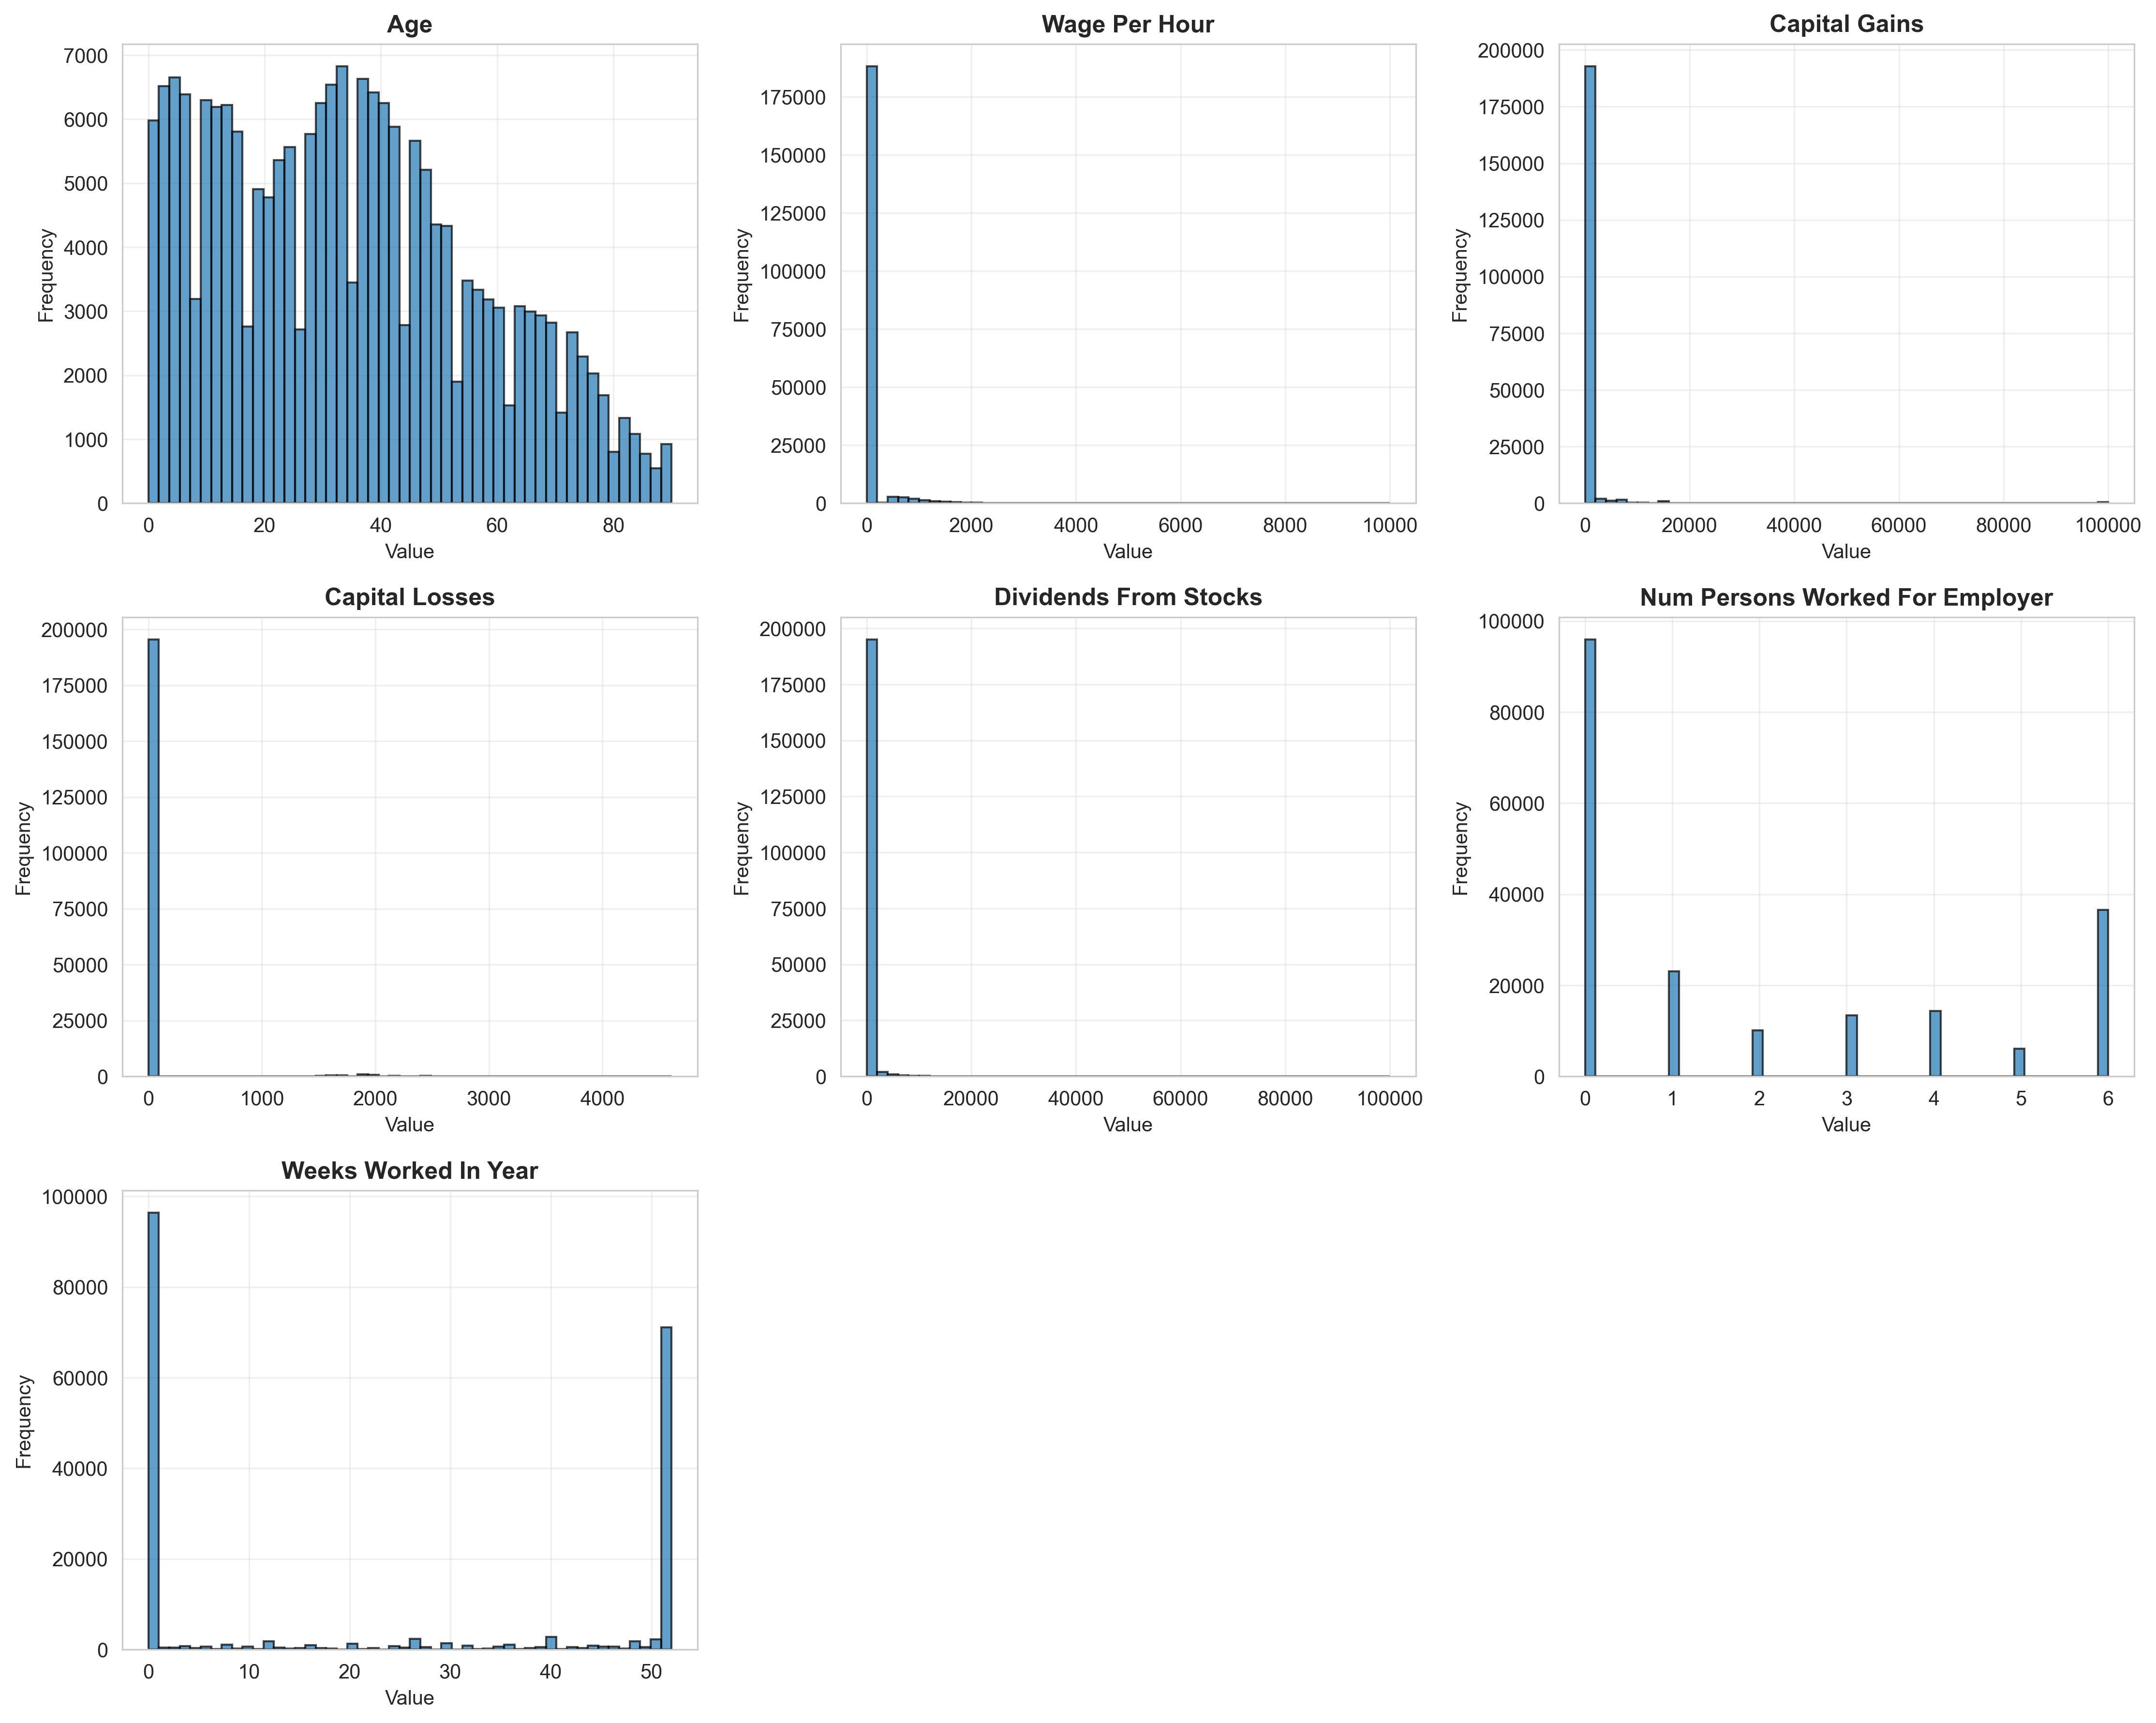 Age
7000
6000
5000
4000
3000
2000
1000
0
Frequency
0 20 40 60 80
Value
Wage Per Hour
175000
150000
125000
100000
75000
50000
25000
0
Frequency
0 2000 4000 6000 8000 10000
Value
Capital Gains
200000
175000
150000
125000
100000
75000
50000
25000
0
Frequency
0 20000 40000 60000 80000 100000
Value
Capital Losses
200000
175000
150000
125000
100000
75000
50000
25000
0
Frequency
0 1000 2000 3000 4000
Value
Dividends From Stocks
200000
175000
150000
125000
100000
75000
50000
25000
0
Frequency
0 20000 40000 60000 80000 100000
Value
Num Persons Worked For Employer
100000
80000
60000
40000
20000
0
Frequency
0 1 2 3 4 5 6
Value
Weeks Worked In Year
100000
80000
60000
40000
20000
0
Frequency
0 10 20 30 40 50
Value